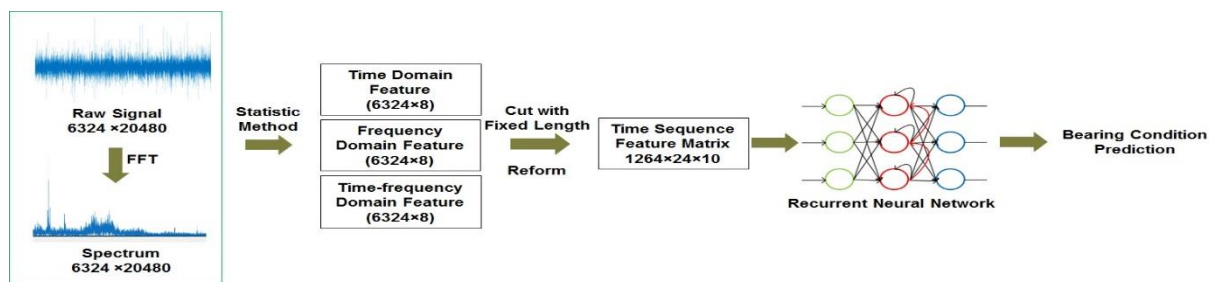 Raw Signal
6324 ×20480
FFT
Spectrum
6324 ×20480
Statistic
Method
Time Domain
Feature
(6324×8)
Frequency
Domain Feature
(6324×8)
Time-frequency
Domain Feature
(6324×8)
Cut with
Fixed Length
Reform
Time Sequence
Feature Matrix
1264×24×10
Recurrent Neural Network
Bearing Condition
Prediction